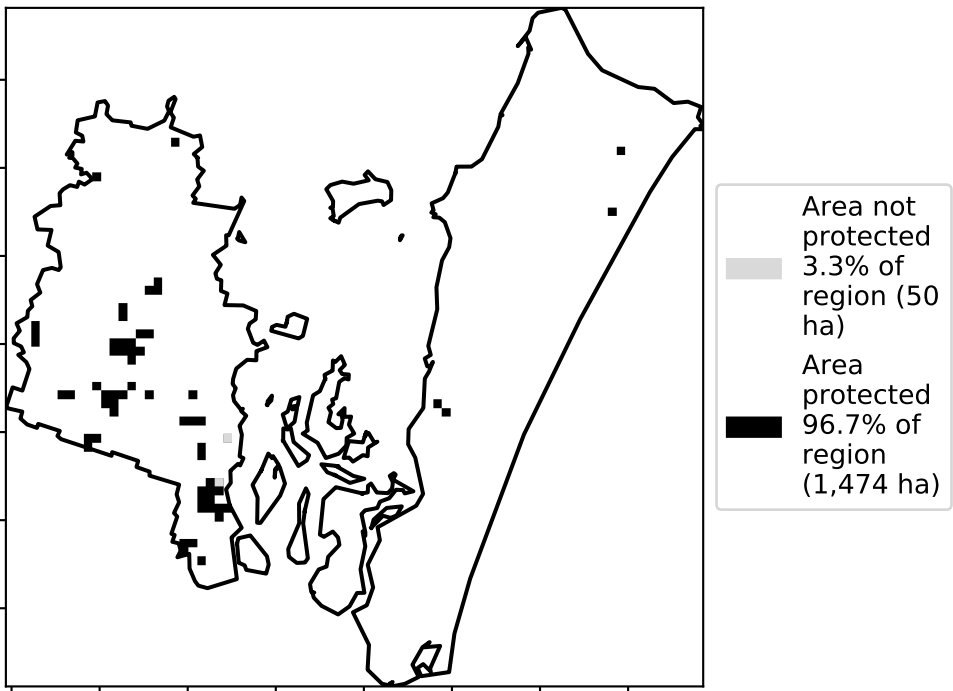 Area not
protected
3.3% of
region (50
ha)
Area
protected
96.7% of
region
(1,474 ha)